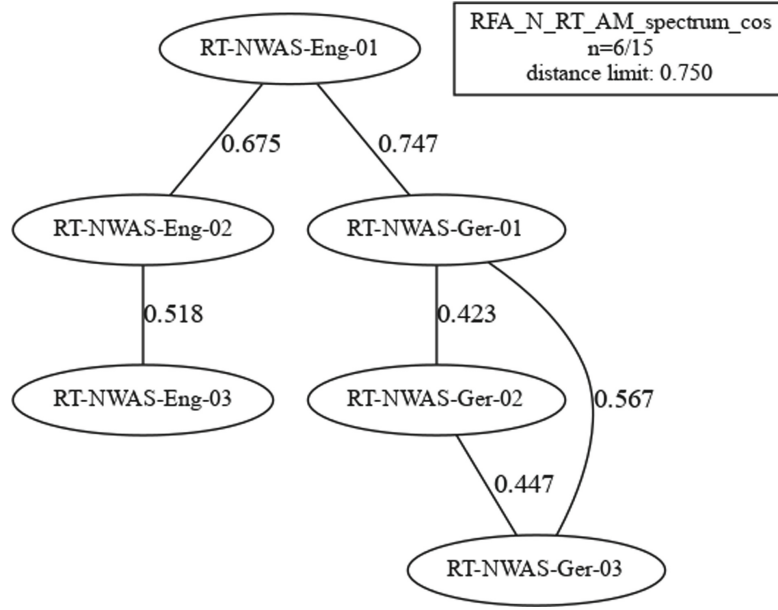 RFA_N_RT_AM_spectrum_cos
n=6/15
distance limit: 0.750
RT-NWAS-Eng-01
0.675
0.747
RT-NWAS-Eng-02
RT-NWAS-Ger-01
0.518
0.423
RT-NWAS-Eng-03
RT-NWAS-Ger-02
0.567
0.447
RT-NWAS-Ger-03